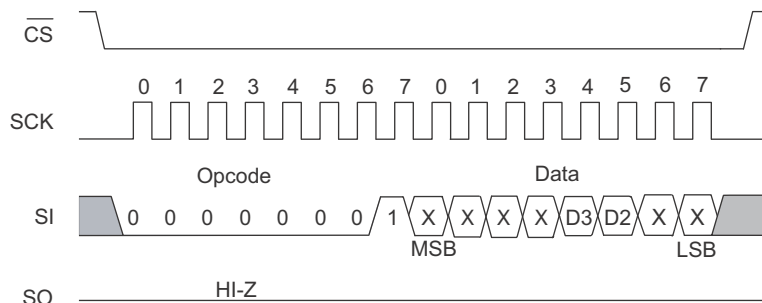 CS
0 1 2 3 4 5 6 7 0 1 2 3 4 5 6 7
SCK
Opcode Data
SI 0 0 0 0 0 0 0 1 X X X X D3 D2 X X
MSB LSB
HI-Z
SO